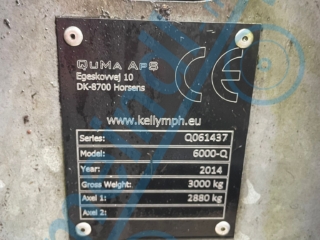 QUMA APS
Egeskovvej 10
DK-8700 Horsens
CE
www.kellymph.eu
Series: Q061437
Model: 6000-Q
Year: 2014
Gross Weight: 3000 kg
Axel 1: 2880 kg
Axel 2: